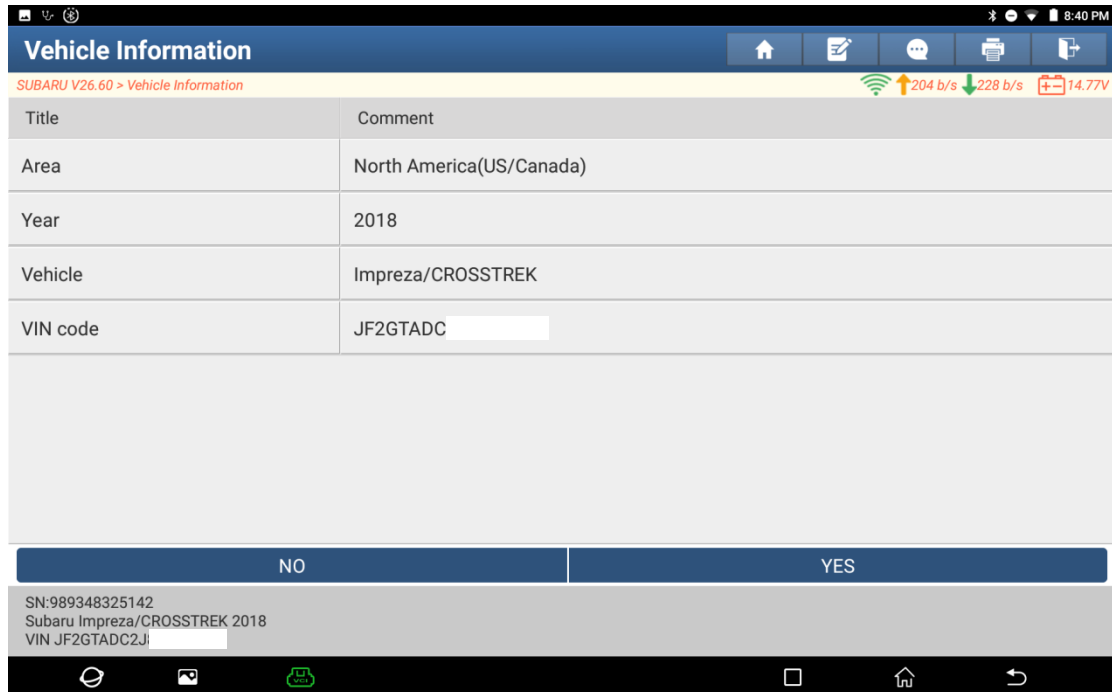 8:40 PM
Vehicle Information
SUBARU V26.60 > Vehicle Information
204 b/s 228 b/s 14.77V
Title Comment
Area North America(US/Canada)
Year 2018
Vehicle Impreza/CROSSTREK
VIN code JF2GTADC
NO YES
SN:989348325142
Subaru Impreza/CROSSTREK 2018
VIN JF2GTADC2J
VCI